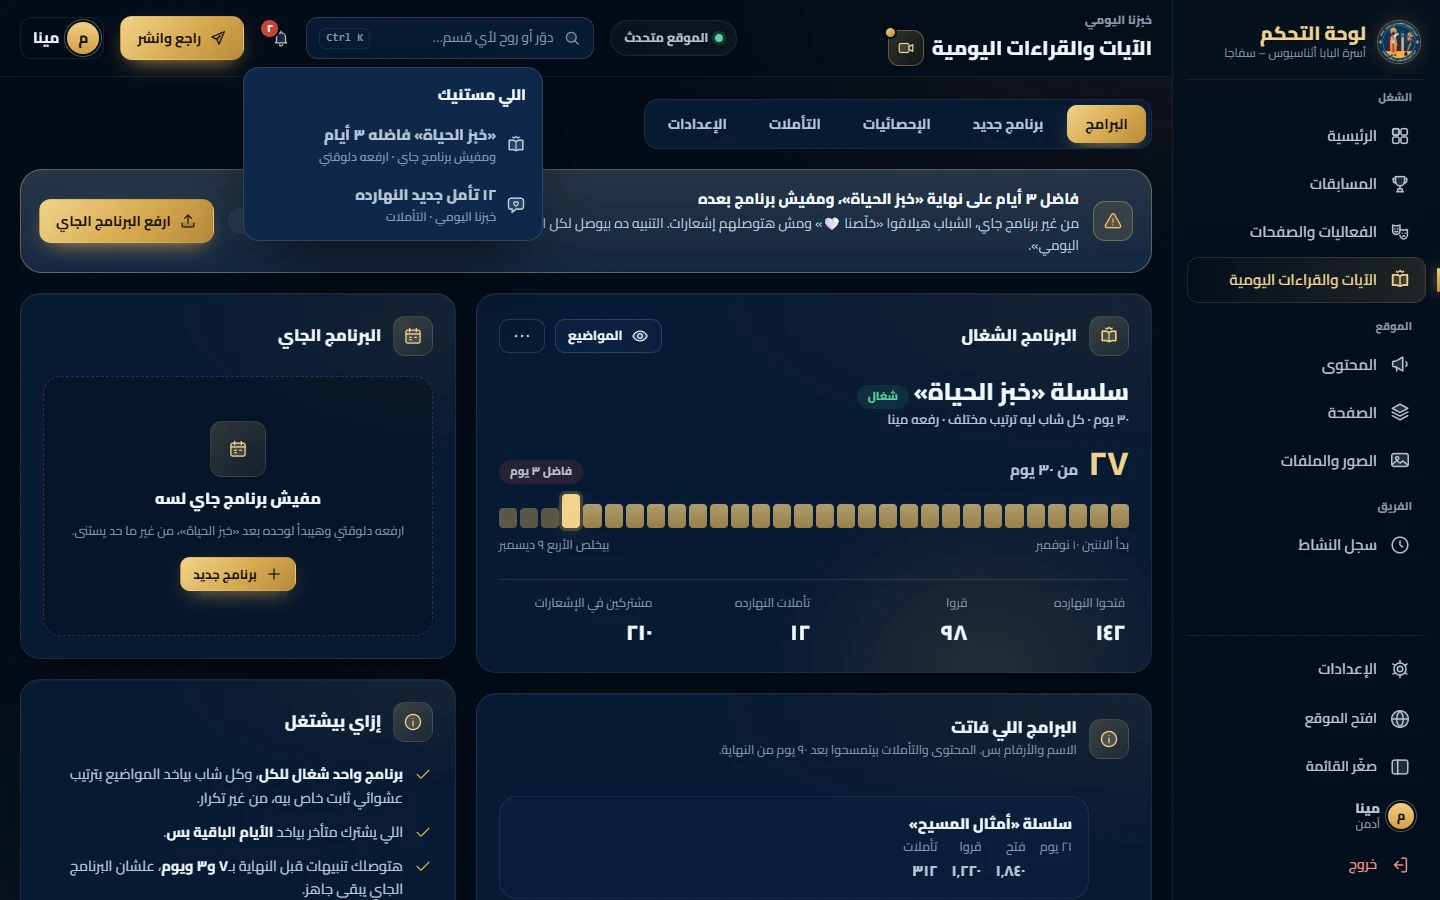 لوحة التحكم
أسرة البابا أثناسيوس – سفاجا
الشغل
الرئيسية
المسابقات
الفعاليات والصفحات
الآيات والقراءات اليومية
الموقع
المحتوى
الصفحة
الصور والملفات
الفريق
سجل النشاط
الإعدادات
افتح الموقع
صغّر القائمة
م
مينا
أدمن
خروج
خبزنا اليومي
الآيات والقراءات اليومية
الموقع متحدث
دوّر أو روح لأي قسم... Ctrl K
٢
راجع وانشر
م مينا
اللي مستنيك
«خبز الحياة» فاضله ٣ أيام
ومفيش برنامج جاي · ارفعه دلوقتي
١٢ تأمل جديد النهارده
خبزنا اليومي · التأملات
البرامج برنامج جديد الإحصائيات التأملات الإعدادات
فاضل ٣ أيام على نهاية «خبز الحياة»، ومفيش برنامج بعده
من غير برنامج جاي، الشباب هيلاقوا «خلّصنا 🤍» ومش هتوصلهم إشعارات. التنبيه ده بيوصل لكل ا
اليومي».
ارفع البرنامج الجاي
البرنامج الشغال
المواضيع
...
سلسلة «خبز الحياة» شغال
٣٠ يوم · كل شاب ليه ترتيب مختلف · رفعه مينا
٢٧ من ٣٠ يوم
فاضل ٣ يوم
بدأ الاتنين ١٠ نوفمبر
بيخلص الأربع ٩ ديسمبر
فتحوا النهارده قروا تأملات النهارده مشتركين في الإشعارات
١٤٢ ٩٨ ١٢ ٢١٠
البرنامج الجاي
مفيش برنامج جاي لسه
ارفعه دلوقتي وهيبدأ لوحده بعد «خبز الحياة»، من غير ما حد يستنى.
برنامج جديد
البرامج اللي فاتت
الاسم والأرقام بس. المحتوى والتأملات بيتمسحوا بعد ٩٠ يوم من النهاية.
سلسلة «أمثال المسيح»
٢١ يوم فتح قروا تأملات
١٬٨٤٠ ١٬٢٢٠ ٣١٢
إزاي بيشتغل
برنامج واحد شغال للكل، وكل شاب بياخد المواضيع بترتيب
عشوائي ثابت خاص بيه، من غير تكرار.
اللي يشترك متأخر بياخد الأيام الباقية بس.
هتوصلك تنبيهات قبل النهاية بـ٧ و٣ ويوم، علشان البرنامج
الجاي يبقى جاهز.